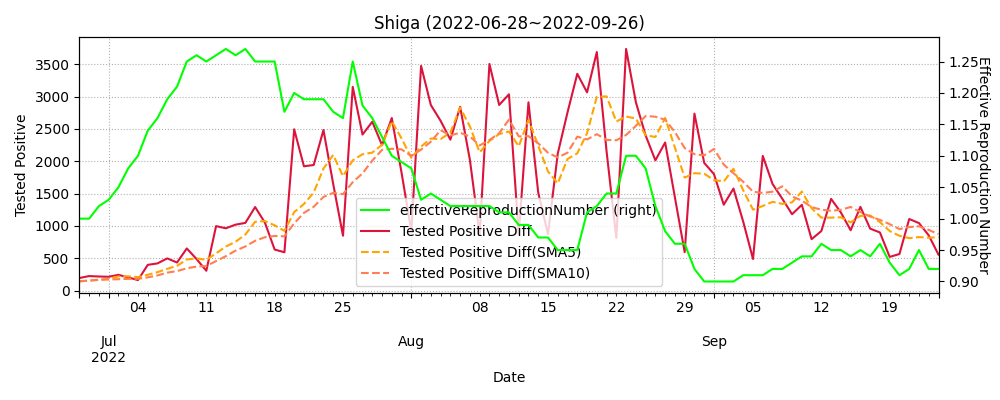 Shiga (2022-06-28~2022-09-26)
Tested Positive
3500
3000
2500
2000
1500
1000
500
0
1.25
1.20
1.15
1.10
1.05
1.00
0.95
0.90
Effective Reproduction Number
effectiveReproductionNumber (right)
Tested Positive Diff
Tested Positive Diff(SMA5)
Tested Positive Diff(SMA10)
04 11 18 25 08 15 22 29 05 12 19
Jul Aug Sep
2022
Date